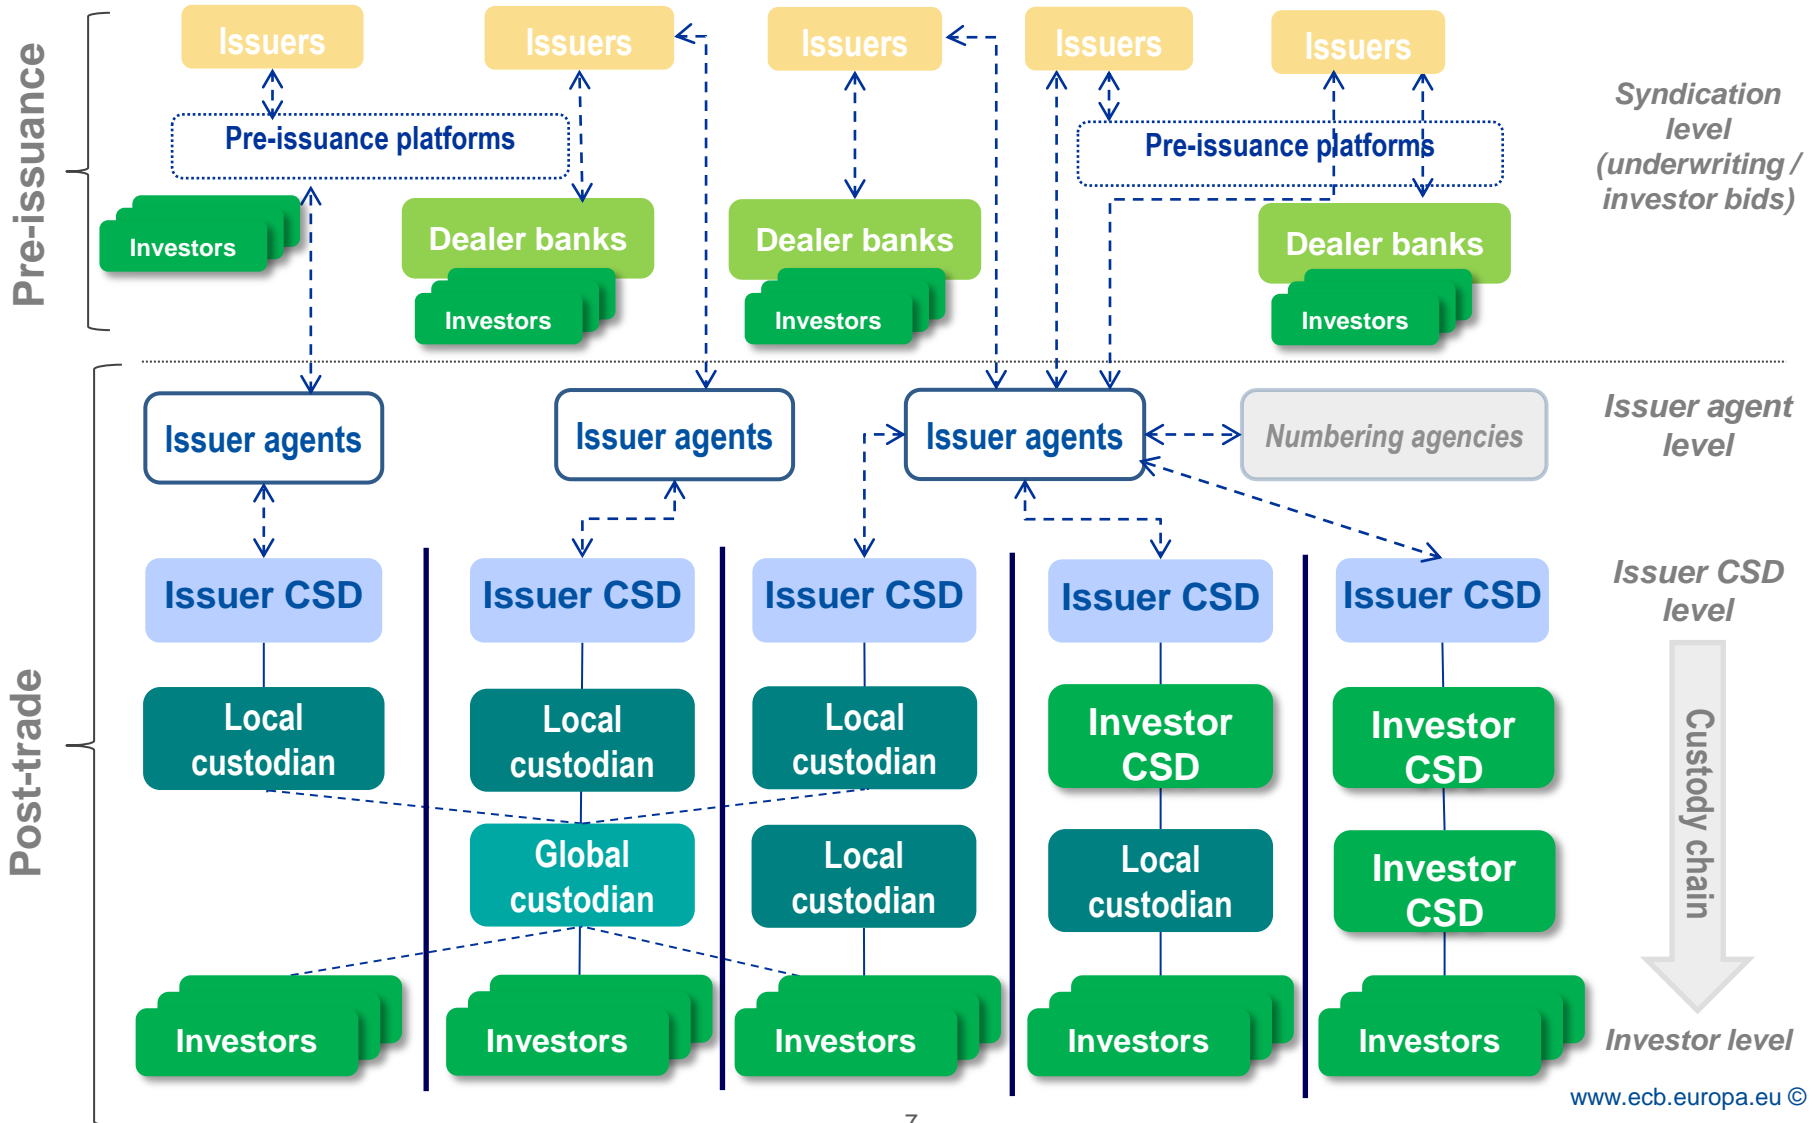 Pre-issuance
Issuers
Issuers
Issuers
Issuers
Issuers
Syndication
level
(underwriting /
investor bids)
Pre-issuance platforms
Pre-issuance platforms
Investors
Dealer banks
Investors
Dealer banks
Investors
Dealer banks
Investors
Post-trade
Issuer agents
Issuer agents
Issuer agents
Numbering agencies
Issuer agent
level
Issuer CSD
Issuer CSD
Issuer CSD
Issuer CSD
Issuer CSD
Issuer CSD
level
Local
custodian
Local
custodian
Local
custodian
Investor
CSD
Investor
CSD
Custody chain
Global
custodian
Local
custodian
Local
custodian
Investor
CSD
Investors
Investors
Investors
Investors
Investors
Investor level
www.ecb.europa.eu ©
7